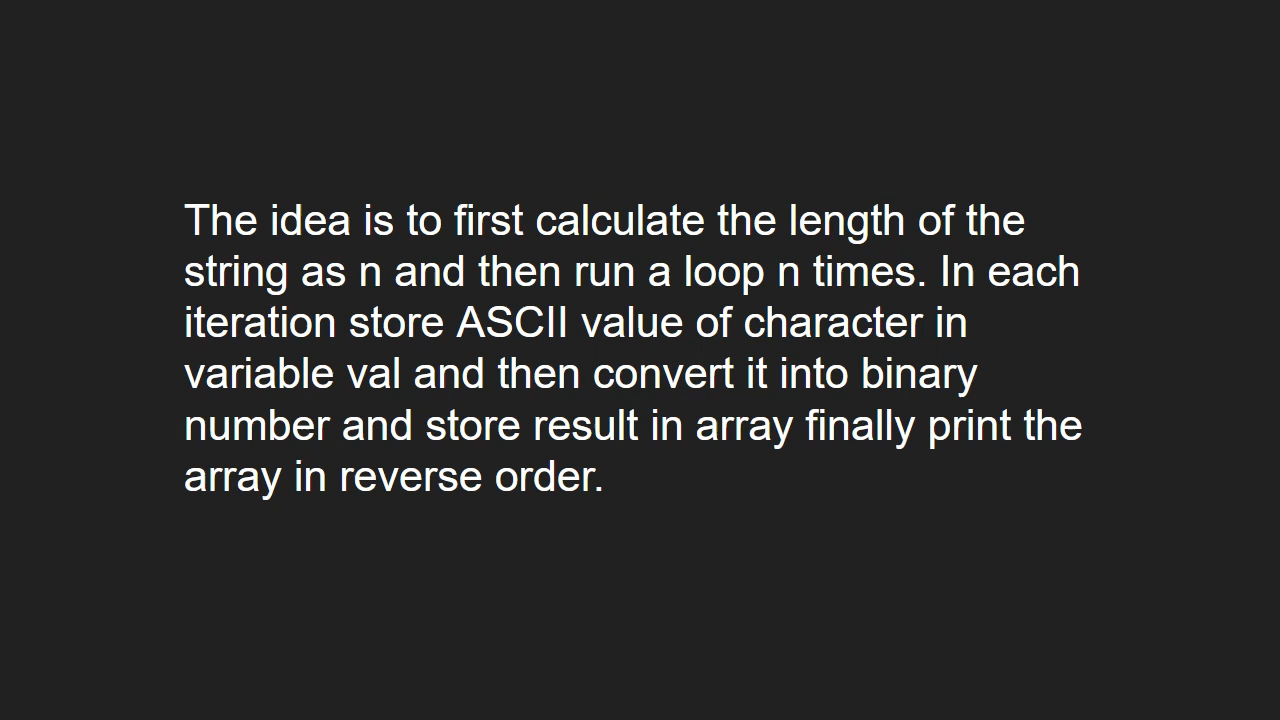 The idea is to first calculate the length of the
string as n and then run a loop n times. In each
iteration store ASCII value of character in
variable val and then convert it into binary
number and store result in array finally print the
array in reverse order.